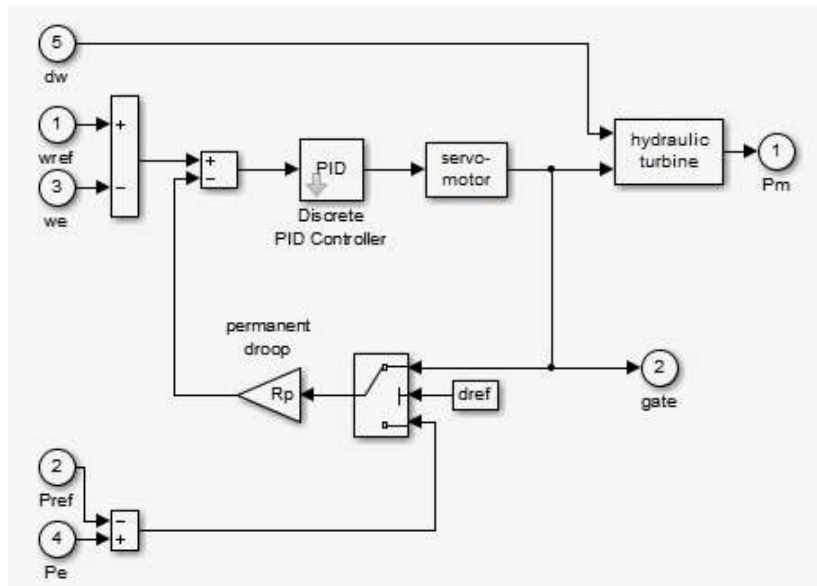 5
dw
1
wref
3
we
+
−
+
−
PID
Discrete
PID Controller
servo-
motor
hydraulic
turbine
1
Pm
permanent
droop
Rp
dref
2
gate
2
Pref
4
Pe
−
+